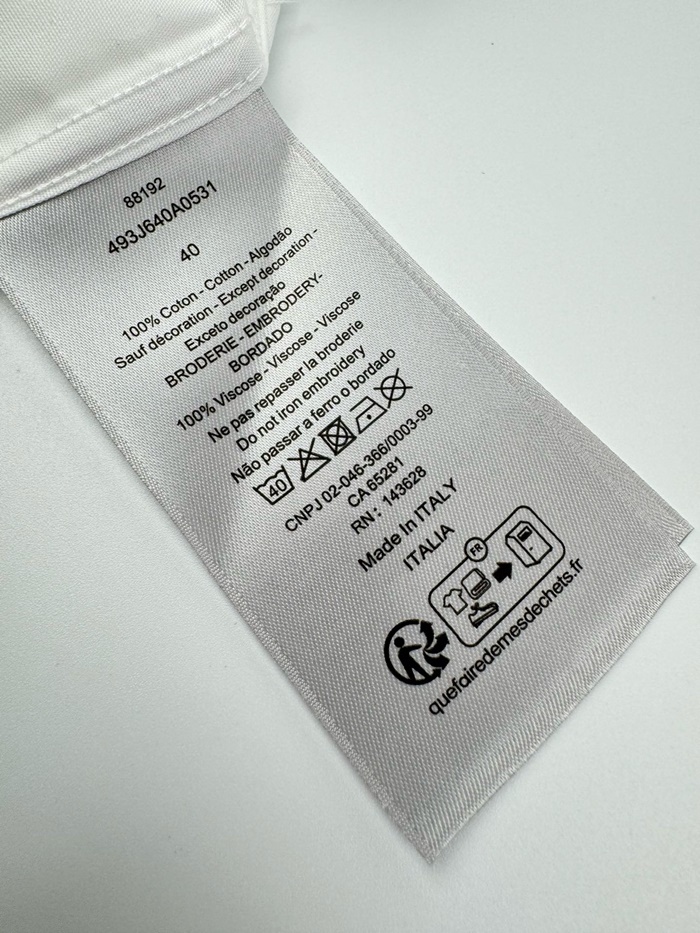 88192
493J640A0531
40
100% Coton - Cotton - Algodão
Sauf décoration - Except decoration -
Exceto decoração
BRODERIE - EMBRODERY-
BORDADO
100% Viscose - Viscose - Viscose
Ne pas repasser la broderie
Do not iron embroidery
Não passar a ferro o bordado
40
CNPJ 02-046-366/0003-99
CA 65281
RN : 143628
Made In ITALY
ITALIA
FR
quefairedemesdechets.fr